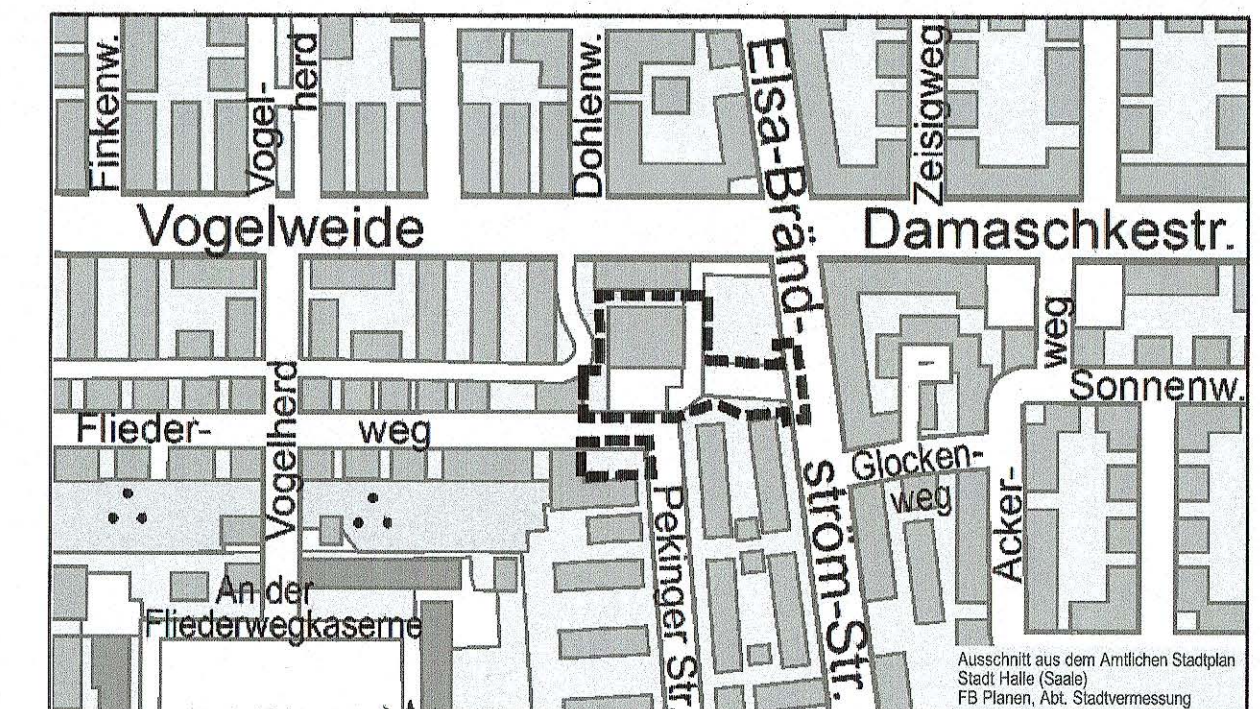 Finkenw.
Vogel-
herd
Dohlenw.
Elsa-Bränd-
ström-Str.
Zeisigweg
Vogelweide
Damaschkestr.
weg
Sonnenw.
Flieder-
weg
Vogelherd
Glocken-
weg
Acker-
Pekinger Str.
An der
Fliederwegkaserne
Ausschnitt aus dem Amtlichen Stadtplan
Stadt Halle (Saale)
FB Planen, Abt. Stadtvermessung